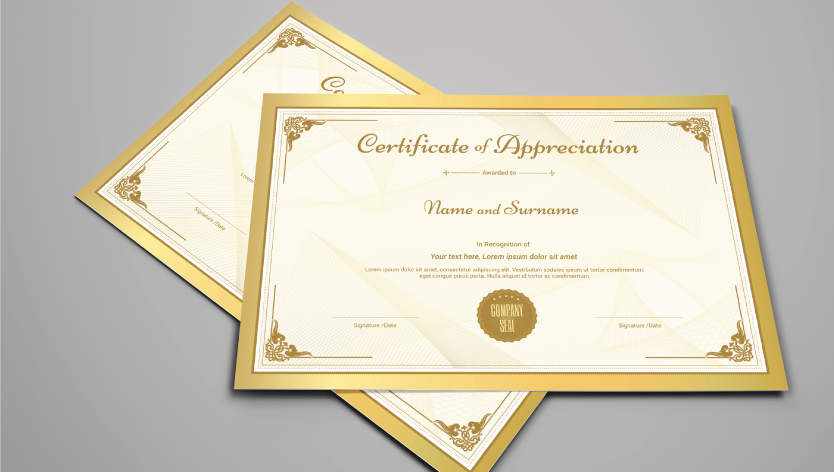 Certificate of Appreciation
Awarded to
Name and Surname
In Recognition of
Your text here, Lorem ipsum dolor sit amet
Lorem ipsum dolor sit amet, consectetur adipiscing elit. Vestibulum sodales ipsum ut tortor condimentum,
eget congue purus porta. Nulla aliquet id tortor ac condimentum.
COMPANY
SEAL
Signature /Date
Signature /Date
Lorem
Signature /Date